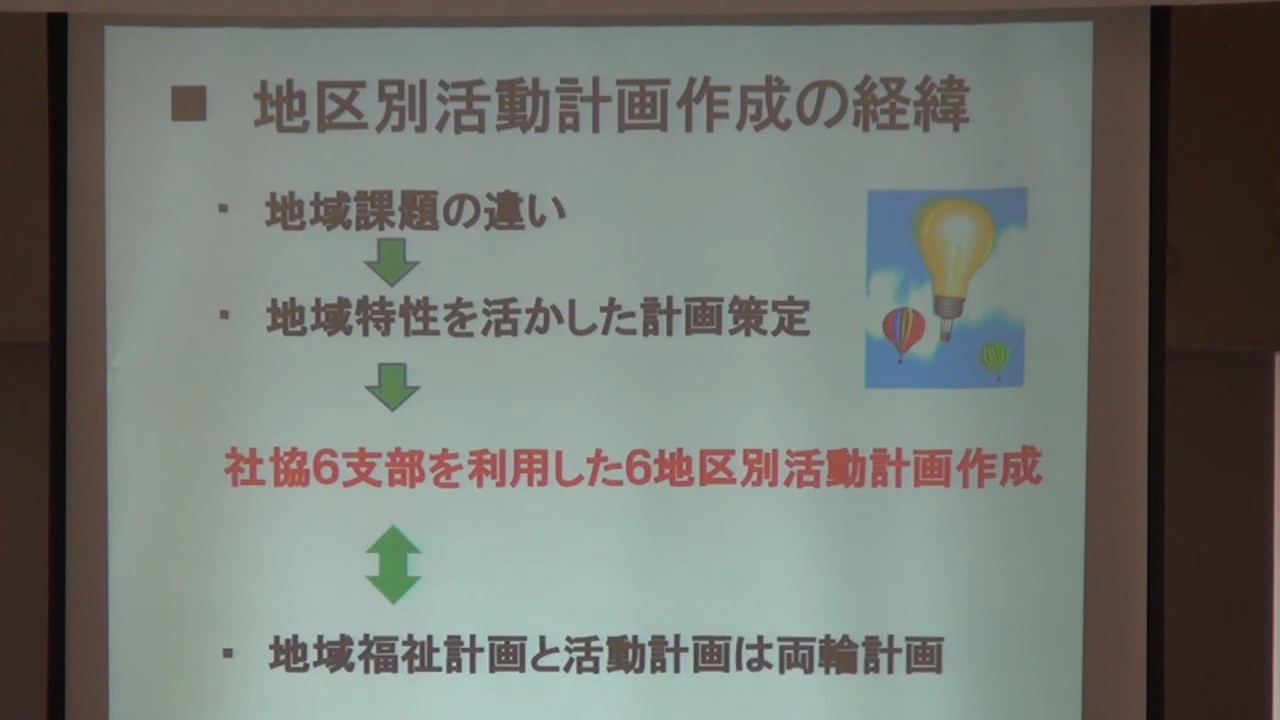 ■ 地区別活動計画作成の経緯
・ 地域課題の違い
・ 地域特性を活かした計画策定
社協6支部を利用した6地区別活動計画作成
・ 地域福祉計画と活動計画は両輪計画